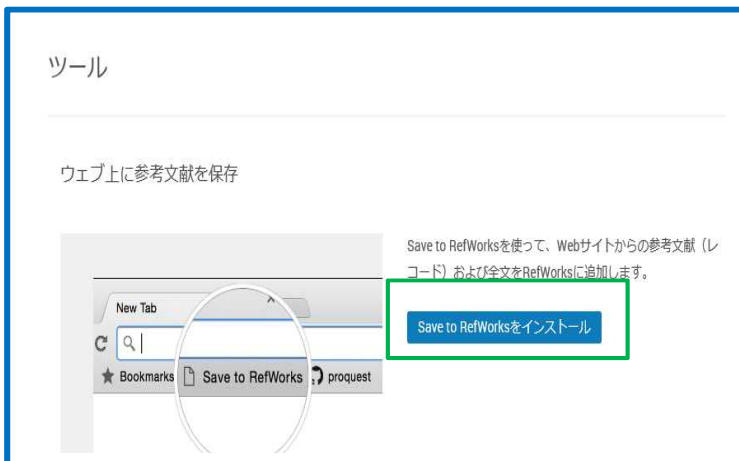 ツール
ウェブ上に参考文献を保存
Save to RefWorksを使って、Webサイトからの参考文献（レ
コード）および全文をRefWorksに追加します。
Save to RefWorksをインストール
New Tab
Bookmarks Save to RefWorks proquest